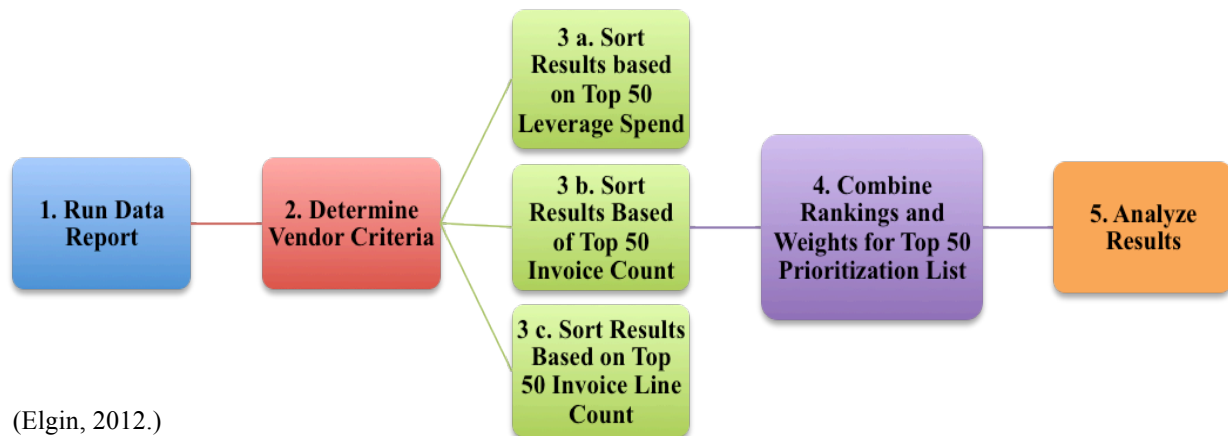 1. Run Data
Report
2. Determine
Vendor Criteria
3 a. Sort
Results based
on Top 50
Leverage Spend
3 b. Sort
Results Based
of Top 50
Invoice Count
3 c. Sort Results
Based on Top
50 Invoice Line
Count
4. Combine
Rankings and
Weights for Top 50
Prioritization List
5. Analyze
Results
(Elgin, 2012.)